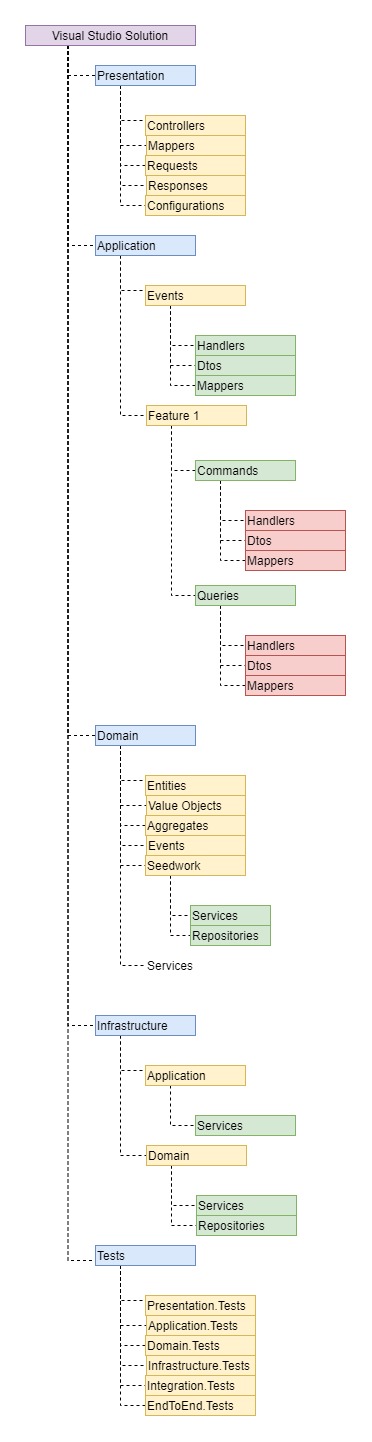 Visual Studio Solution
Presentation
Controllers
Mappers
Requests
Responses
Configurations
Application
Events
Handlers
Dtos
Mappers
Feature 1
Commands
Handlers
Dtos
Mappers
Queries
Handlers
Dtos
Mappers
Domain
Entities
Value Objects
Aggregates
Events
Seedwork
Services
Repositories
Services
Infrastructure
Application
Services
Domain
Services
Repositories
Tests
Presentation.Tests
Application.Tests
Domain.Tests
Infrastructure.Tests
Integration.Tests
EndToEnd.Tests